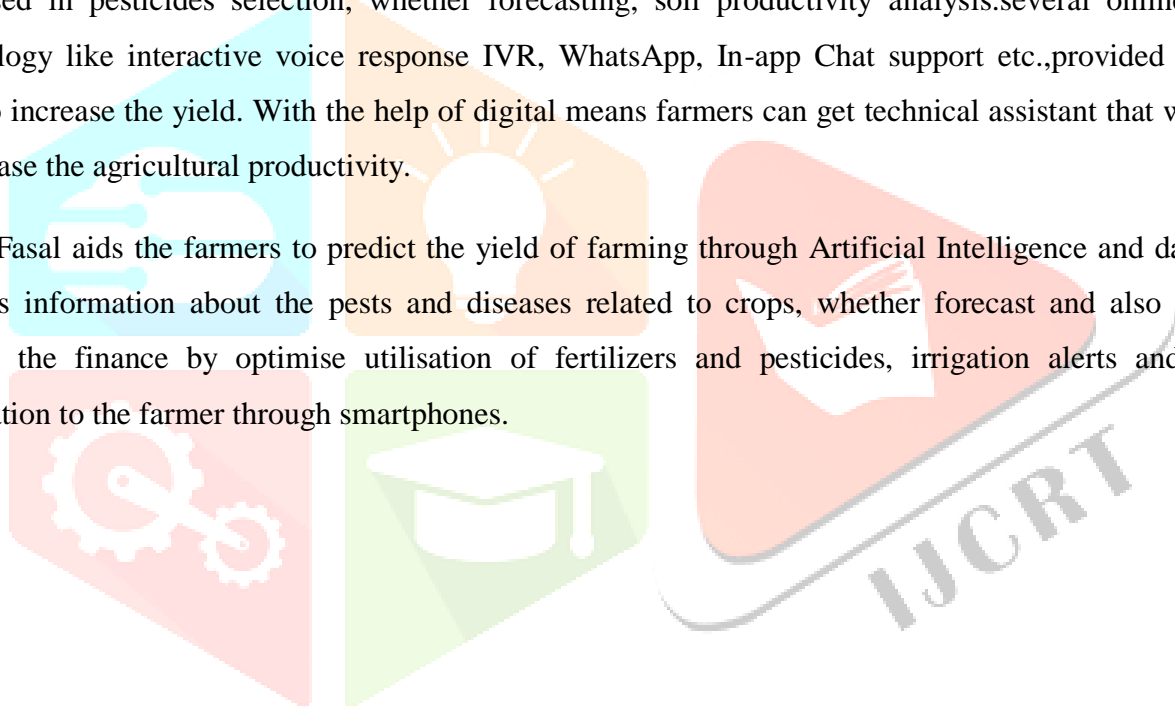 ed in pesticides selection, whether forecasting, soil productivity analysis.several online
logy like interactive voice response IVR, WhatsApp, In-app Chat support etc.,provided
increase the yield. With the help of digital means farmers can get technical assistant that
ase the agricultural productivity.
Fasal aids the farmers to predict the yield of farming through Artificial Intelligence and
s information about the pests and diseases related to crops, whether forecast and also
the finance by optimise utilisation of fertilizers and pesticides, irrigation alerts and
ation to the farmer through smartphones.
IJCRT